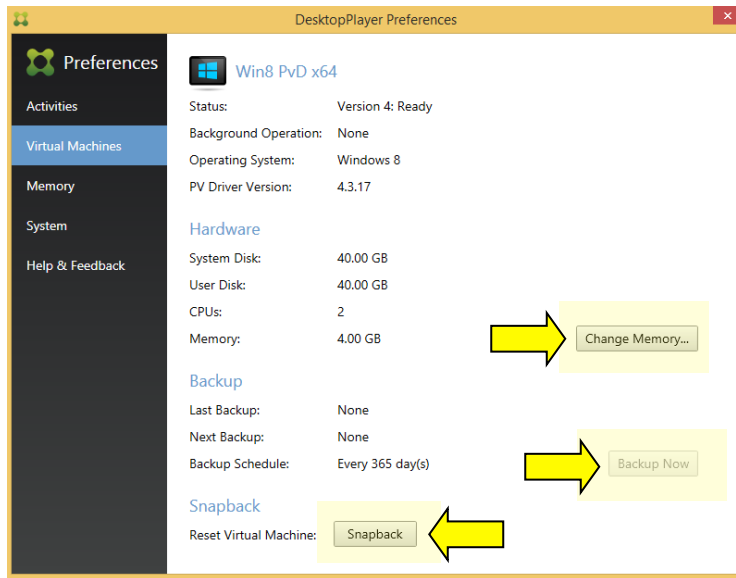 DesktopPlayer Preferences
Preferences
Activities
Virtual Machines
Memory
System
Help & Feedback
Win8 PvD x64
Status: Version 4: Ready
Background Operation: None
Operating System: Windows 8
PV Driver Version: 4.3.17
Hardware
System Disk: 40.00 GB
User Disk: 40.00 GB
CPUs: 2
Memory: 4.00 GB Change Memory...
Backup
Last Backup: None
Next Backup: None
Backup Schedule: Every 365 day(s) Backup Now
Snapback
Reset Virtual Machine: Snapback